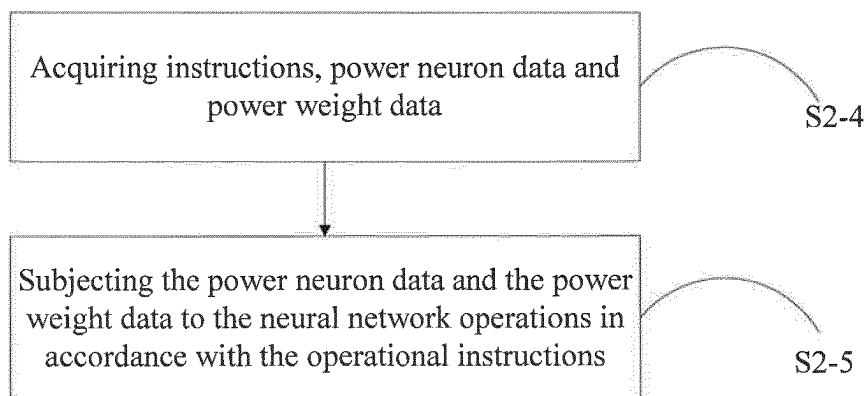 Acquiring instructions, power neuron data and
power weight data
S2-4
Subjecting the power neuron data and the power
weight data to the neural network operations in
accordance with the operational instructions
S2-5